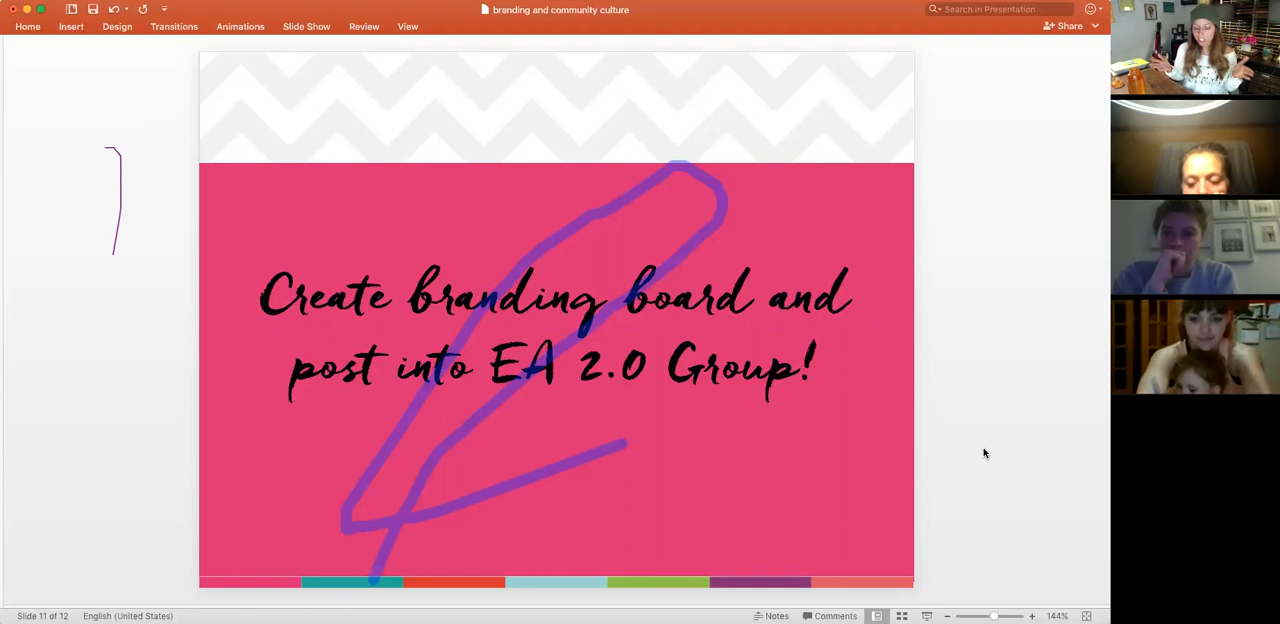 branding and community culture
Search in Presentation
Home Insert Design Transitions Animations Slide Show Review View
Share
Create branding board and
post into EA 2.0 Group!
Slide 11 of 12 English (United States) Notes Comments 144%